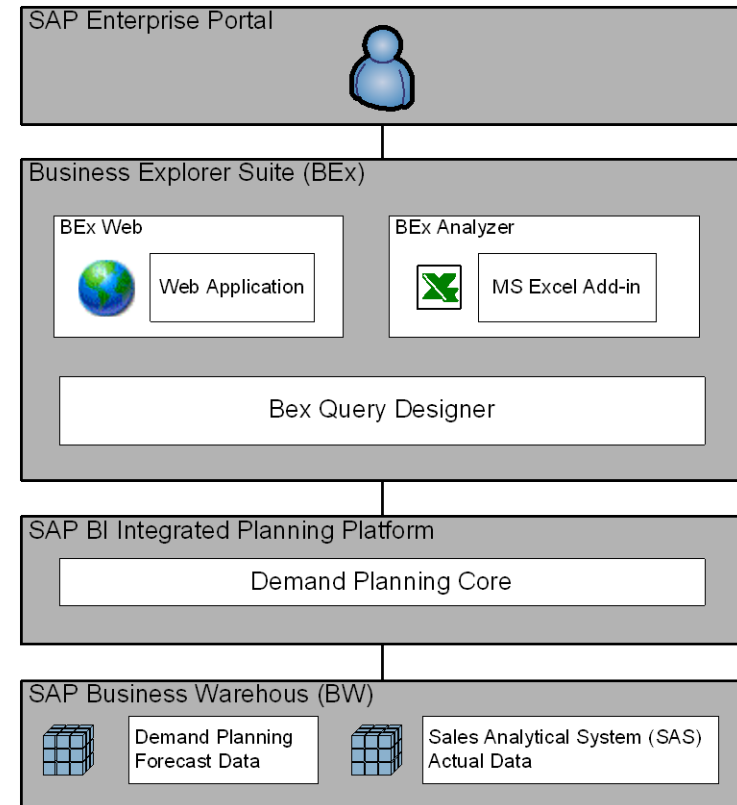 SAP Enterprise Portal
Business Explorer Suite (BEx)
BEx Web
Web Application
BEx Analyzer
MS Excel Add-in
Bex Query Designer
SAP BI Integrated Planning Platform
Demand Planning Core
SAP Business Warehous (BW)
Demand Planning
Forecast Data
Sales Analytical System (SAS)
Actual Data